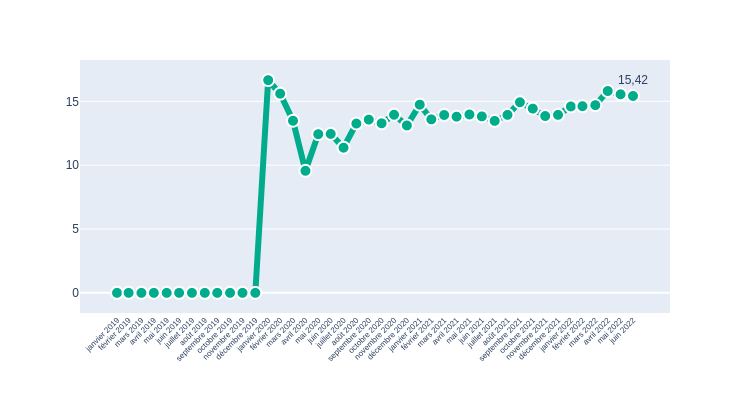 15,42
15
10
5
0
janvier 2019
février 2019
mars 2019
avril 2019
mai 2019
juin 2019
juillet 2019
août 2019
septembre 2019
octobre 2019
novembre 2019
décembre 2019
janvier 2020
février 2020
mars 2020
avril 2020
mai 2020
juin 2020
juillet 2020
août 2020
septembre 2020
octobre 2020
novembre 2020
décembre 2020
janvier 2021
février 2021
mars 2021
avril 2021
mai 2021
juin 2021
juillet 2021
août 2021
septembre 2021
octobre 2021
novembre 2021
décembre 2021
janvier 2022
février 2022
mars 2022
avril 2022
mai 2022
juin 2022